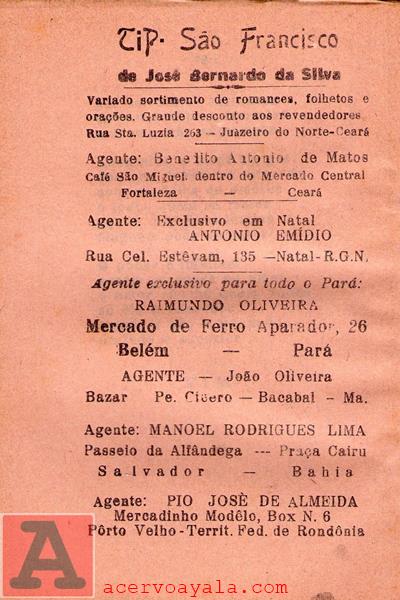 Tip. São Francisco
de José Bernardo da Silva
Variado sortimento de romances, folhetos e
orações. Grande desconto aos revendedores
Rua Sta. Luzia 263 — Juàzeiro do Norte-Ceará
Agente: Benedito Antonio de Matos
Café São Miguel, dentro do Mercado Central
Fortaleza — Ceará
Agente: Exclusivo em Natal
ANTONIO EMÍDIO
Rua Cel. Estêvam, 135 —Natal-R.G.N,
Agente exclusivo para todo o Pará:
RAIMUNDO OLIVEIRA
Mercado de Ferro Aparador, 26
Belém — Pará
AGENTE — João Oliveira
Bazar Pe. Cicero — Bacabal - Ma.
Agente: MANOEL RODRIGUES LIMA
Passeio da Alfândega --- Praça Cairu
Salvador — Bahia
Agente: PIO JOSÈ DE ALMEIDA
Mercadinho Modêlo, Box N. 6
Pôrto Velho-Territ. Fed. de Rondônia
A
acervoayala.com